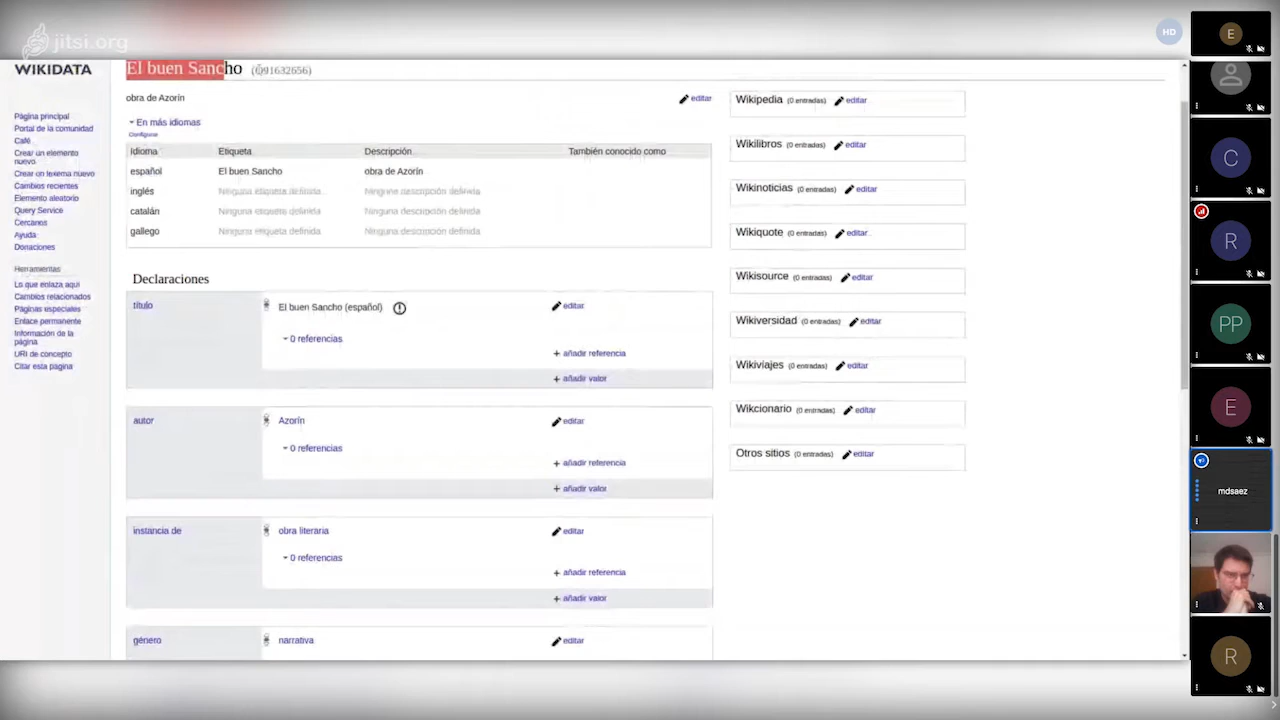 jitsi.org
HD
WIKIDATA
El buen Sancho (Q91632656)
obra de Azorín
editar
En más idiomas
Configurar
Idioma Etiqueta Descripción También conocido como
español El buen Sancho obra de Azorín
inglés Ninguna etiqueta definida Ninguna descripción definida
catalán Ninguna etiqueta definida Ninguna descripción definida
gallego Ninguna etiqueta definida Ninguna descripción definida
Declaraciones
título
El buen Sancho (español)
editar
0 referencias
+ añadir referencia
+ añadir valor
autor
Azorín
editar
0 referencias
+ añadir referencia
+ añadir valor
instancia de
obra literaria
editar
0 referencias
+ añadir referencia
+ añadir valor
género
narrativa
editar
Página principal
Portal de la comunidad
Café
Crear un elemento
nuevo
Crear un lexema nuevo
Cambios recientes
Elemento aleatorio
Query Service
Cercanos
Ayuda
Donaciones
Herramientas
Lo que enlaza aquí
Cambios relacionados
Páginas especiales
Enlace permanente
Información de la
página
URI de concepto
Citar esta página
Wikipedia (0 entradas) editar
Wikilibros (0 entradas) editar
Wikinoticias (0 entradas) editar
Wikiquote (0 entradas) editar
Wikisource (0 entradas) editar
Wikiversidad (0 entradas) editar
Wikiviajes (0 entradas) editar
Wikcionario (0 entradas) editar
Otros sitios (0 entradas) editar
E
C
R
PP
E
mdsaez
R